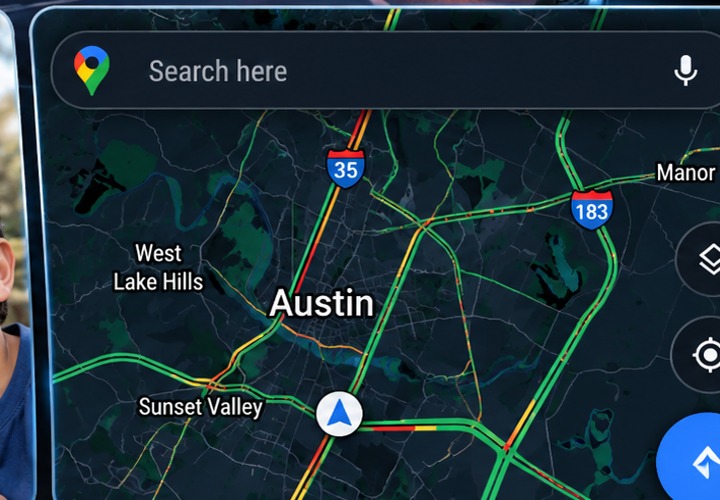 Search here
35
Manor
183
West
Lake Hills
Austin
Sunset Valley